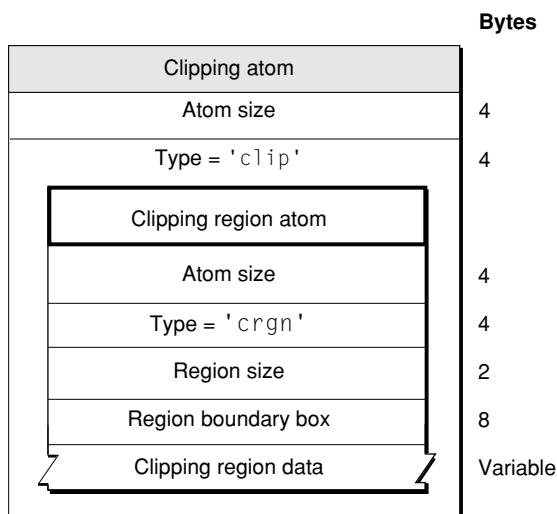 Bytes
Clipping atom
Atom size 4
Type = 'clip' 4
Clipping region atom
Atom size 4
Type = 'crgn' 4
Region size 2
Region boundary box 8
Clipping region data Variable